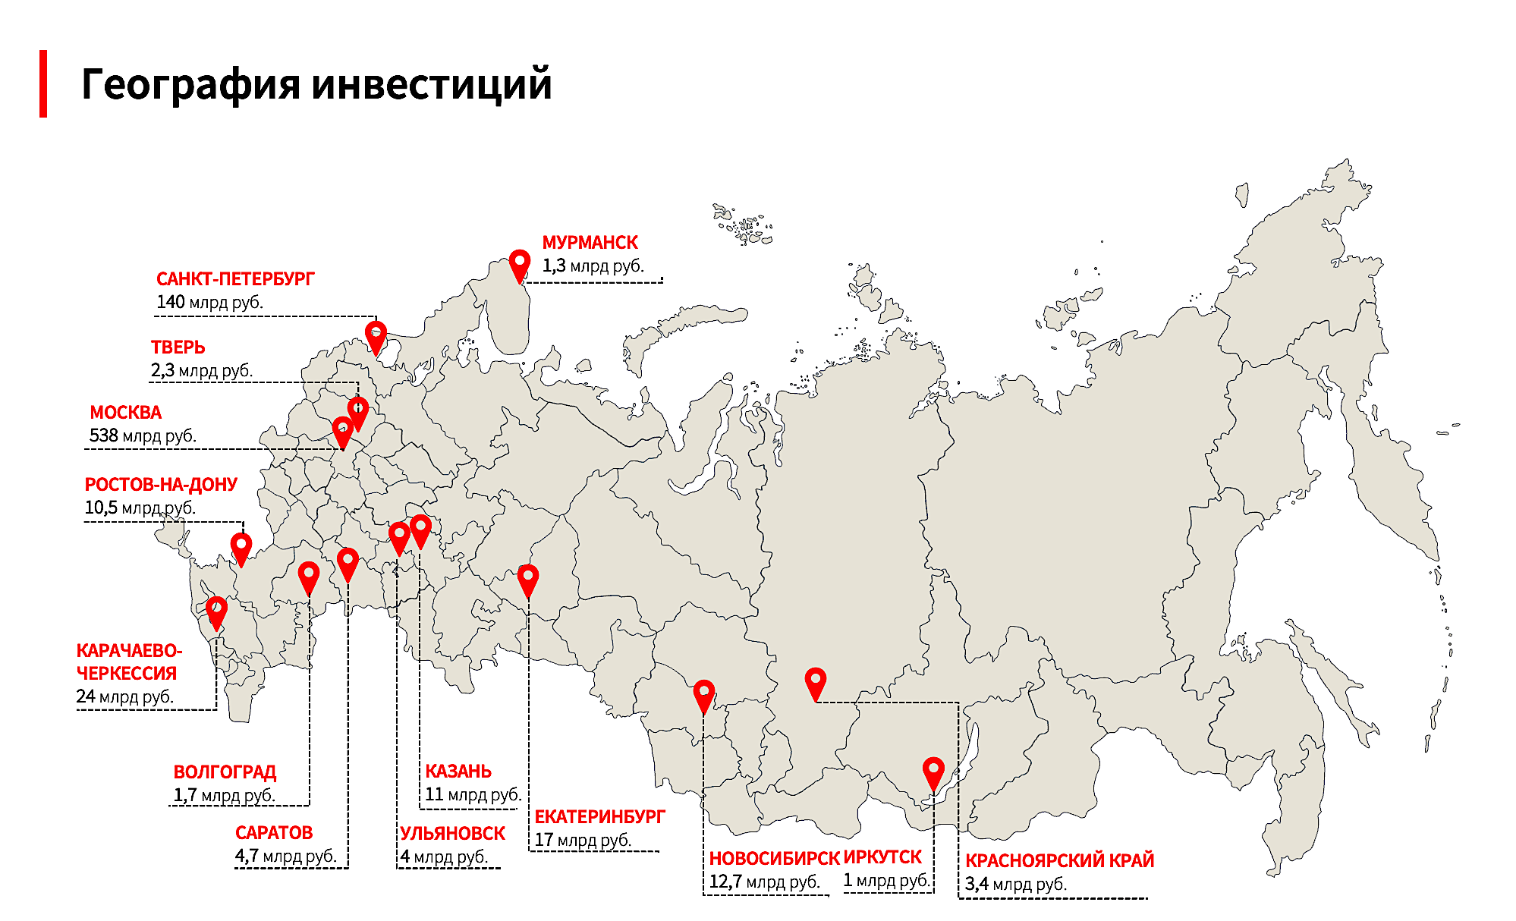 География инвестиций
МУРМАНСК
1,3 млрд руб.
САНКТ-ПЕТЕРБУРГ
140 млрд руб.
ТВЕРЬ
2,3 млрд руб.
МОСКВА
538 млрд руб.
РОСТОВ-НА-ДОНУ
10,5 млрд руб.
КАРАЧАЕВО-
ЧЕРКЕССИЯ
24 млрд руб.
ВОЛГОГРАД
1,7 млрд руб.
САРАТОВ
4,7 млрд руб.
КАЗАНЬ
11 млрд руб.
УЛЬЯНОВСК
4 млрд руб.
ЕКАТЕРИНБУРГ
17 млрд руб.
НОВОСИБИРСК
12,7 млрд руб.
ИРКУТСК
1 млрд руб.
КРАСНОЯРСКИЙ КРАЙ
3,4 млрд руб.